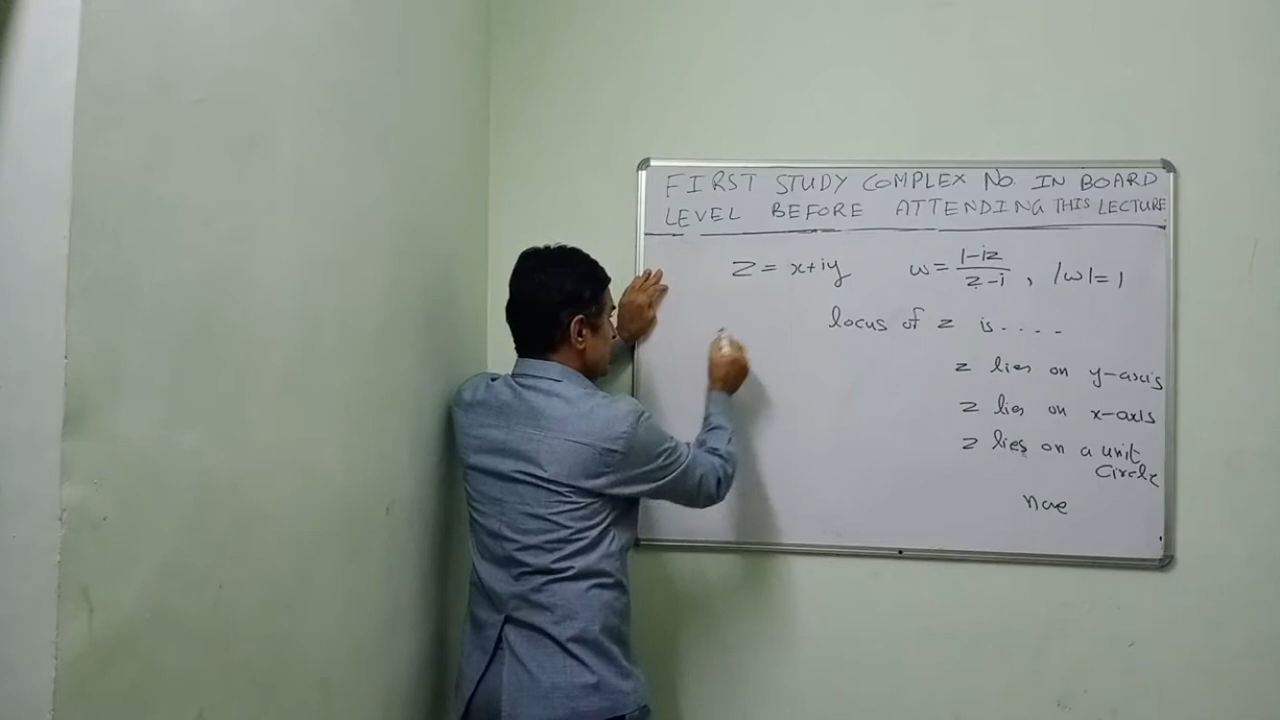 FIRST STUDY COMPLEX NO. IN BOARD
LEVEL BEFORE ATTENDING THIS LECTURE
z = x+iy    ω = (1-iz)/(z-i) , |ω| = 1
locus of z is ....
z lies on y-axis
z lies on x-axis
z lies on a unit
circle